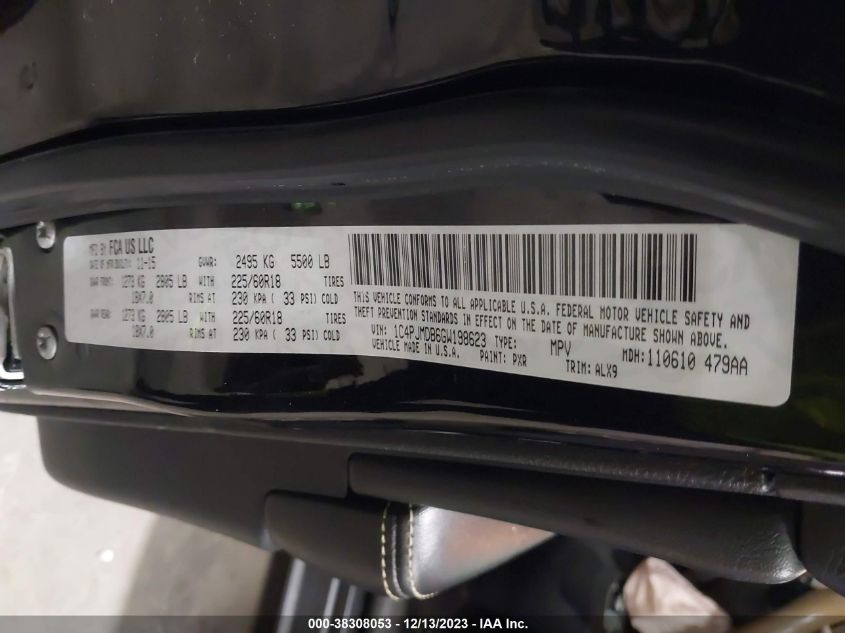 MFD BY FCA US LLC
DATE OF MFR 11-15 GVWR: 2495 KG 5500 LB
GAWR FRONT: 1273 KG 2805 LB WITH 225/60R18 TIRES
18X7.0 RIMS AT 230 KPA ( 33 PSI) COLD
GAWR REAR: 1273 KG 2805 LB WITH 225/60R18 TIRES
18X7.0 RIMS AT 230 KPA ( 33 PSI) COLD
THIS VEHICLE CONFORMS TO ALL APPLICABLE U.S.A. FEDERAL MOTOR VEHICLE SAFETY AND
THEFT PREVENTION STANDARDS IN EFFECT ON THE DATE OF MANUFACTURE SHOWN ABOVE.
VIN: 1C4PJMDB6GW198623 TYPE: MPV MDH: 110610 479AA
MADE IN U.S.A. PAINT: PXR TRIM: ALX9
000-38308053 - 12/13/2023 - IAA Inc.